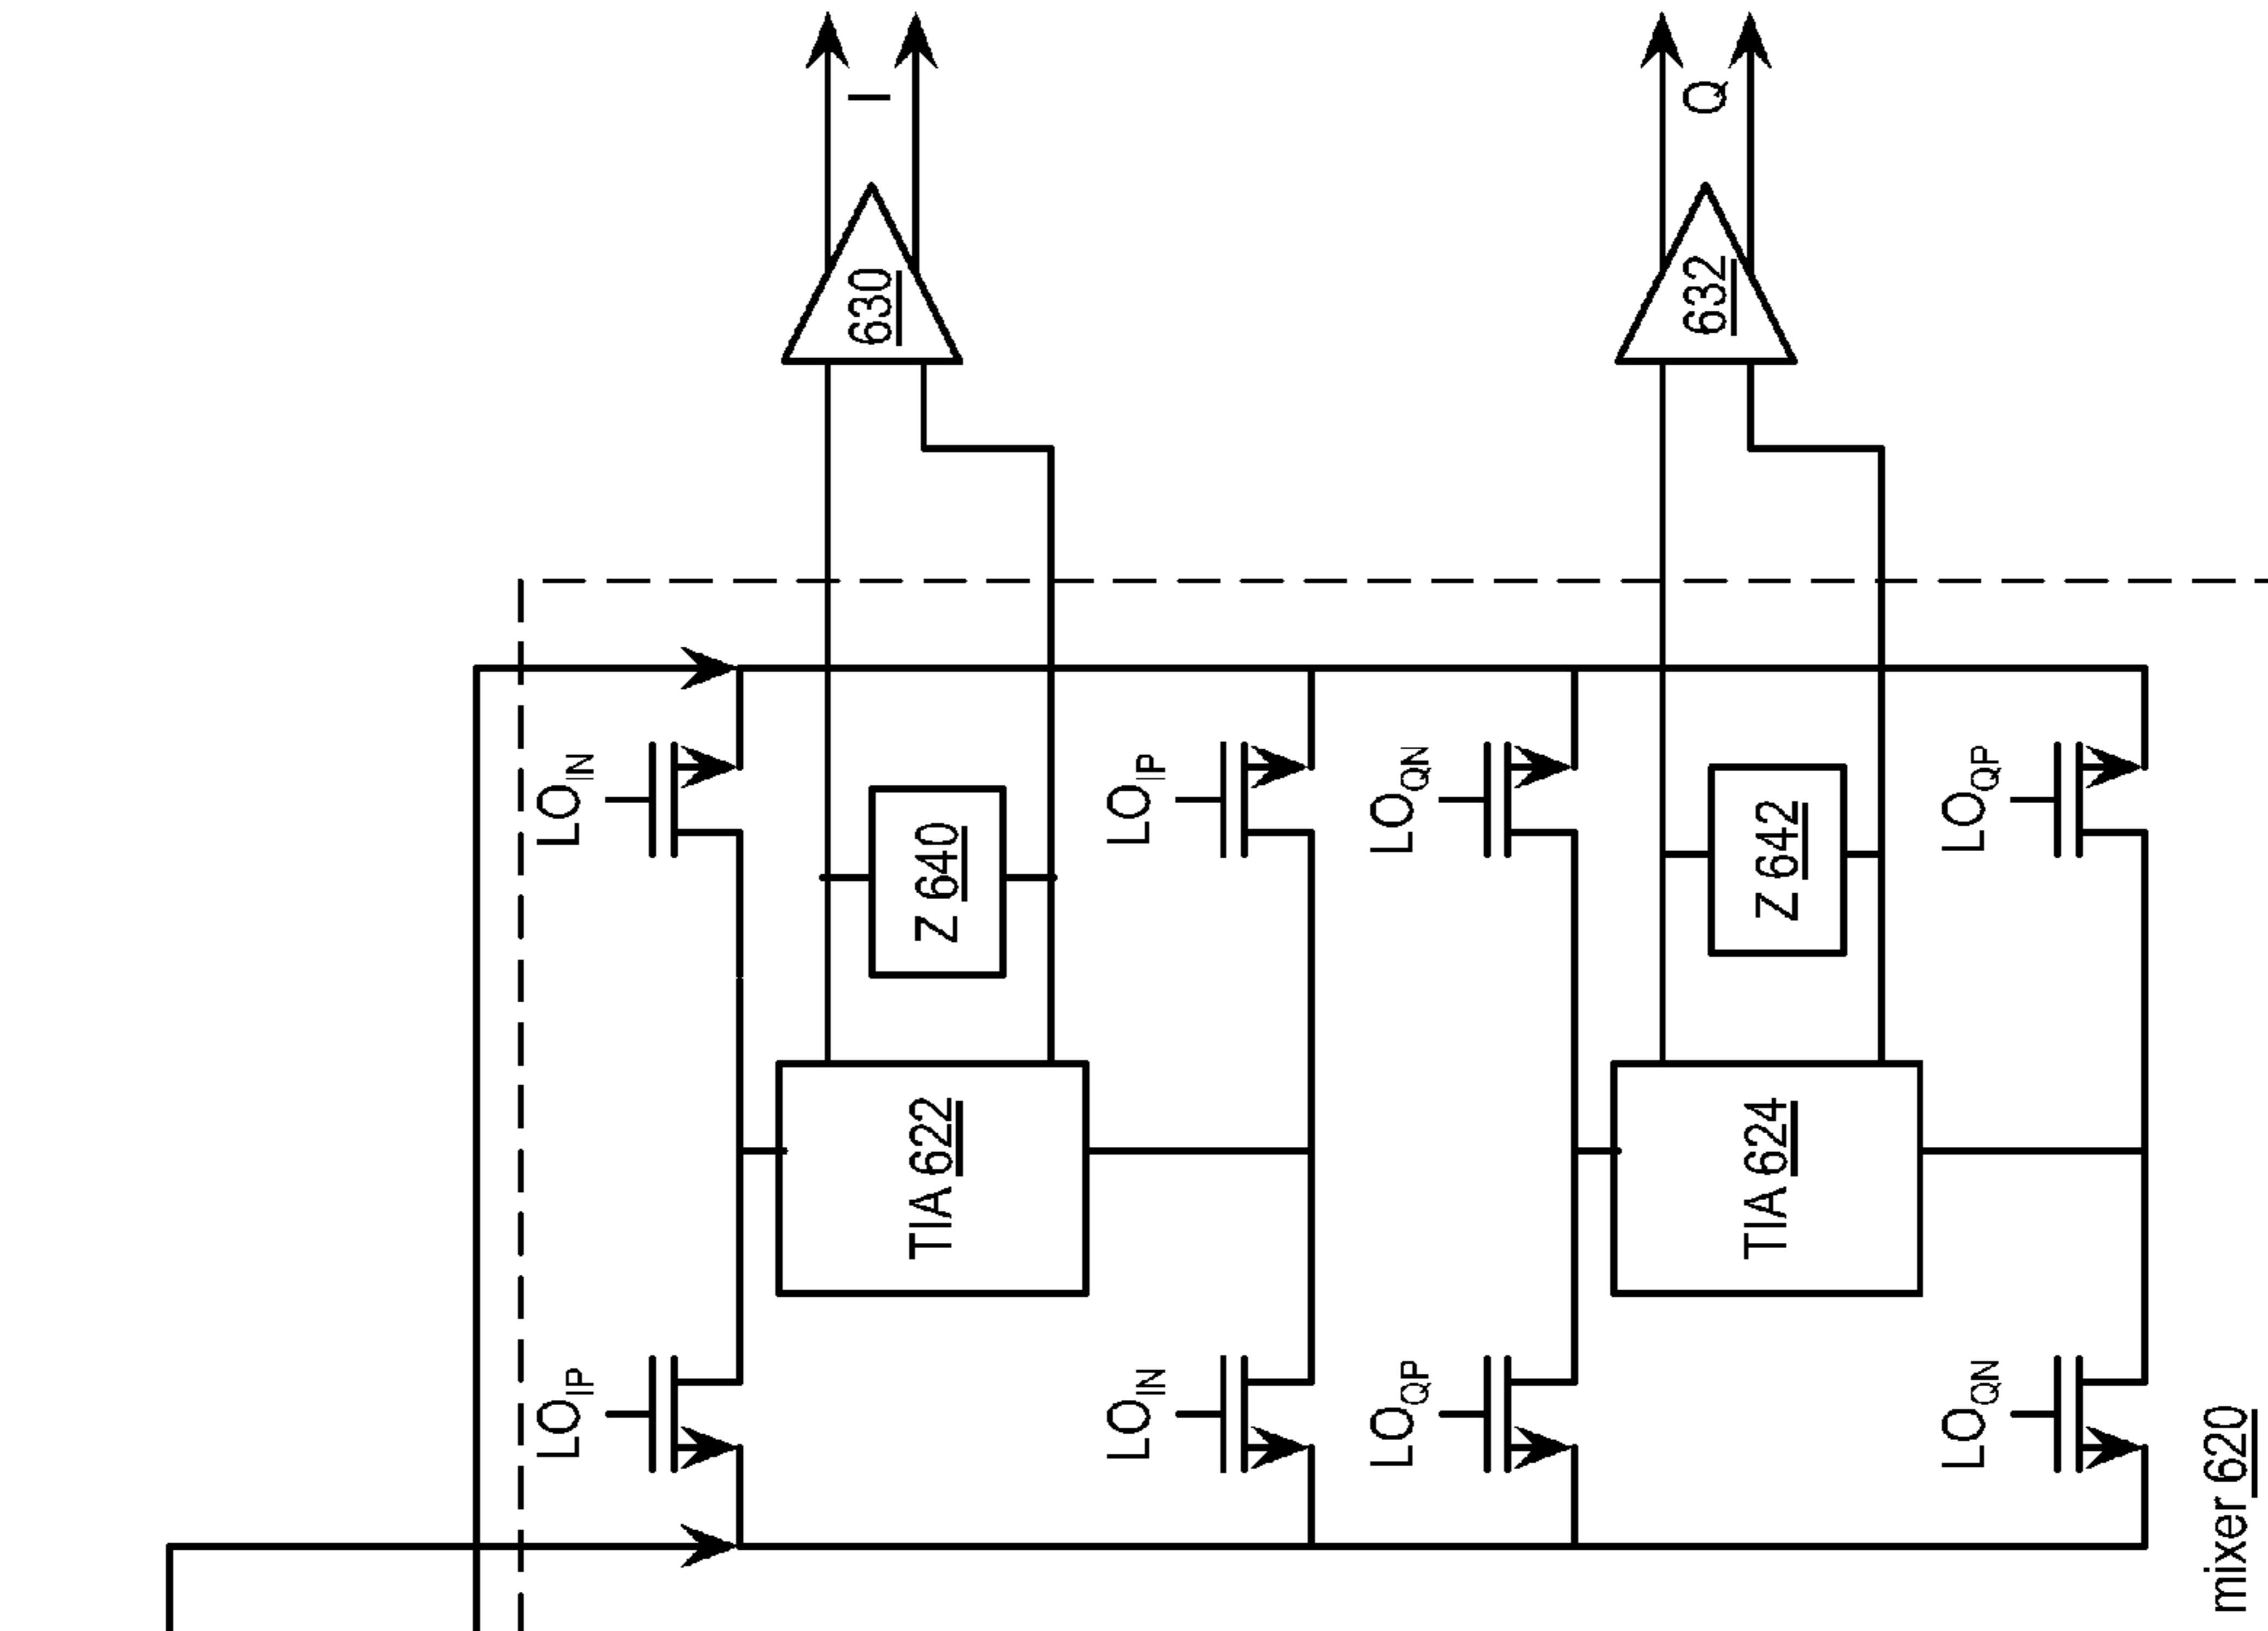 I
Q
630
632
LO_IN
LO_IP
LO_QN
LO_QP
Z 640
Z 642
TIA 622
TIA 624
LO_IP
LO_IN
LO_QP
LO_QN
mixer 620